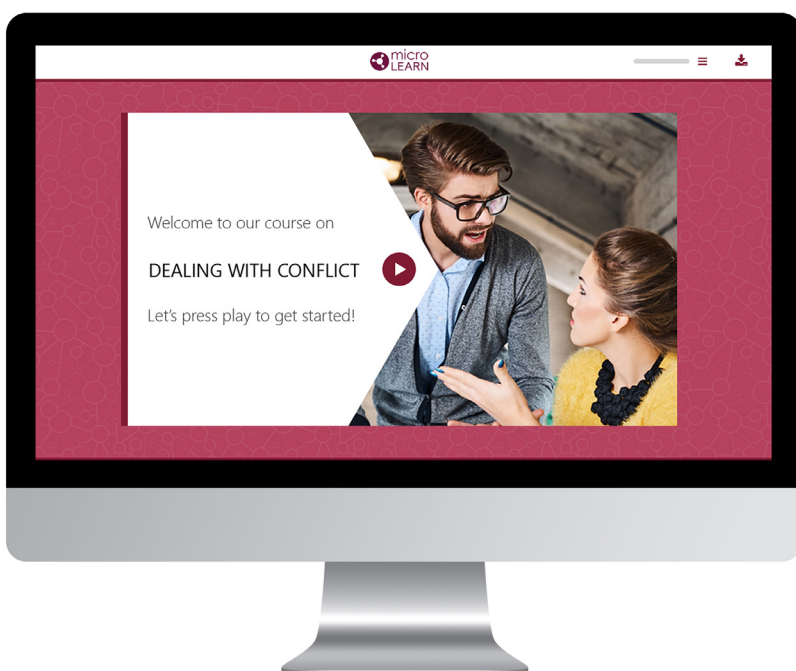 micro
LEARN
Welcome to our course on
DEALING WITH CONFLICT
Let's press play to get started!